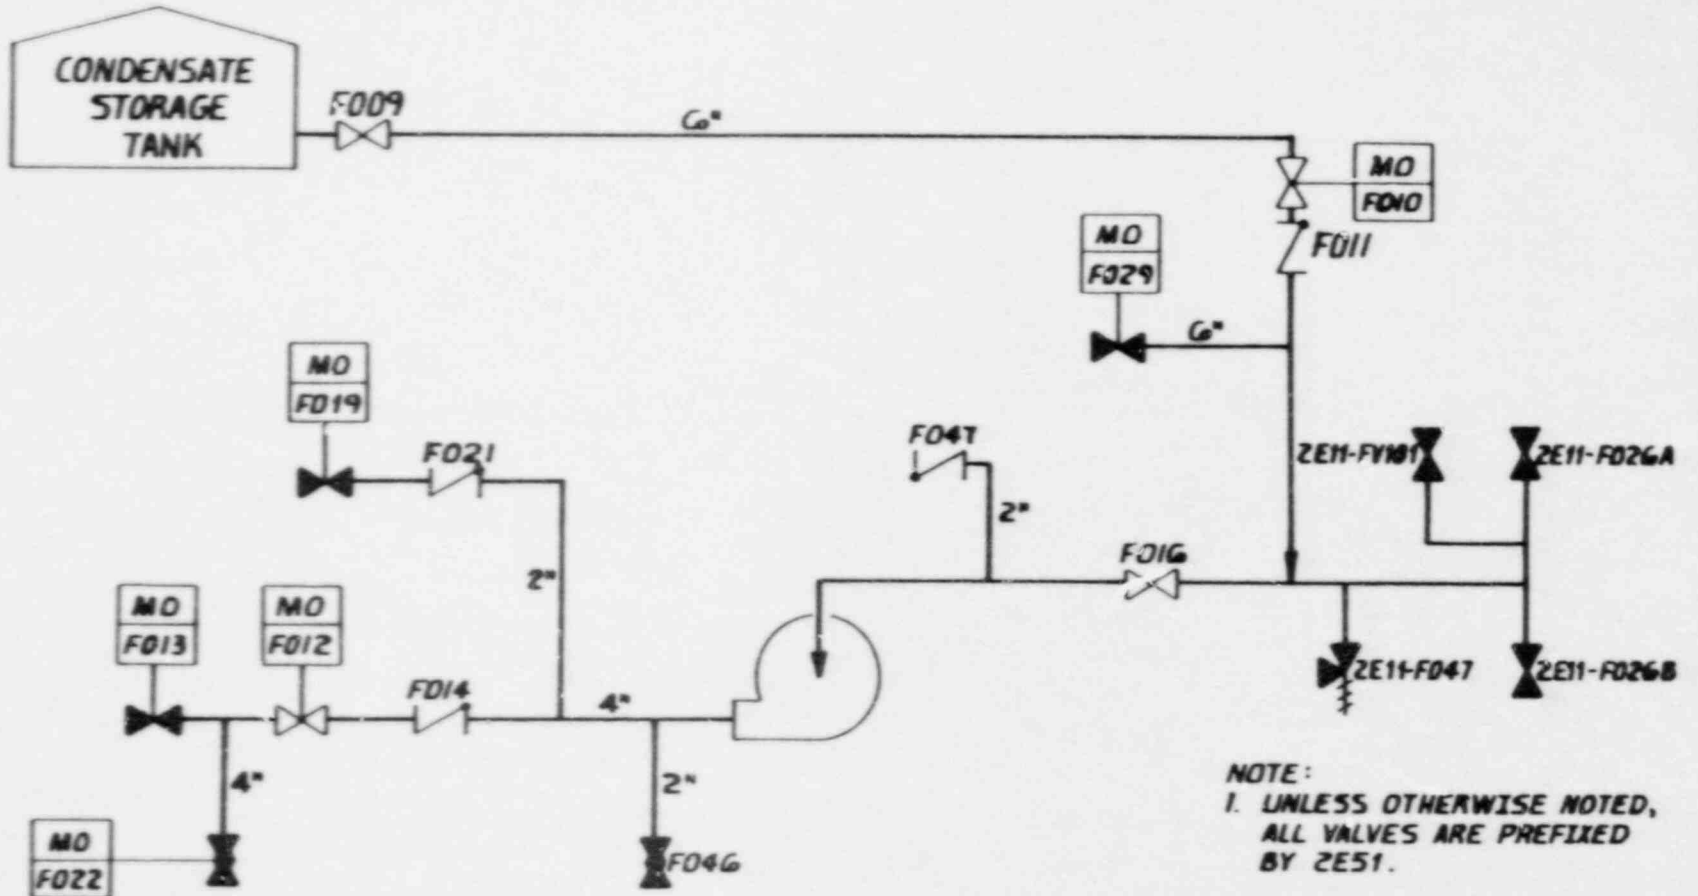 CONDENSATE
STORAGE
TANK
F009
6"
MO
F010
F011
MO
F029
6"
MO
F019
F021
F047
2"
2E11-FV101
2E11-F026A
F016
2"
MO
F013
MO
F012
F014
4"
2E11-F047
2E11-F026B
4"
2"
MO
F022
F046
NOTE:
1. UNLESS OTHERWISE NOTED,
ALL VALVES ARE PREFIXED
BY 2E51.